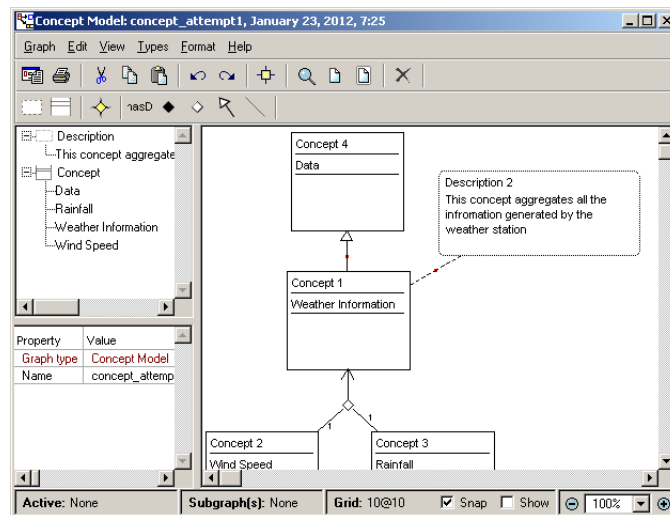 Concept Model: concept_attempt1, January 23, 2012, 7:25
Graph Edit View Types Format Help
Description
This concept aggregate
Concept
Data
Rainfall
Weather Information
Wind Speed
Property Value
Graph type Concept Model
Name concept_attemp
Concept 4
Data
Description 2
This concept aggregates all the
infromation generated by the
weather station
Concept 1
Weather Information
1 1
Concept 2
Wind Speed
Concept 3
Rainfall
Active: None Subgraph(s): None Grid: 10@10 Snap Show 100%